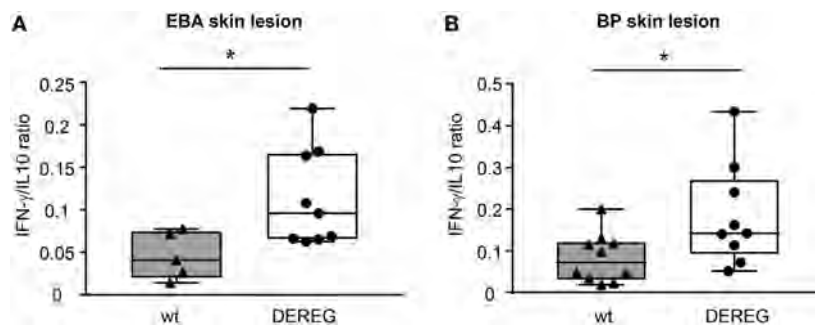 A EBA skin lesion
*
IFN-γ/IL10 ratio
0.25
0.2
0.15
0.1
0.05
0
wt DEREG
B BP skin lesion
*
IFN-γ/IL10 ratio
0.5
0.4
0.3
0.2
0.1
0
wt DEREG